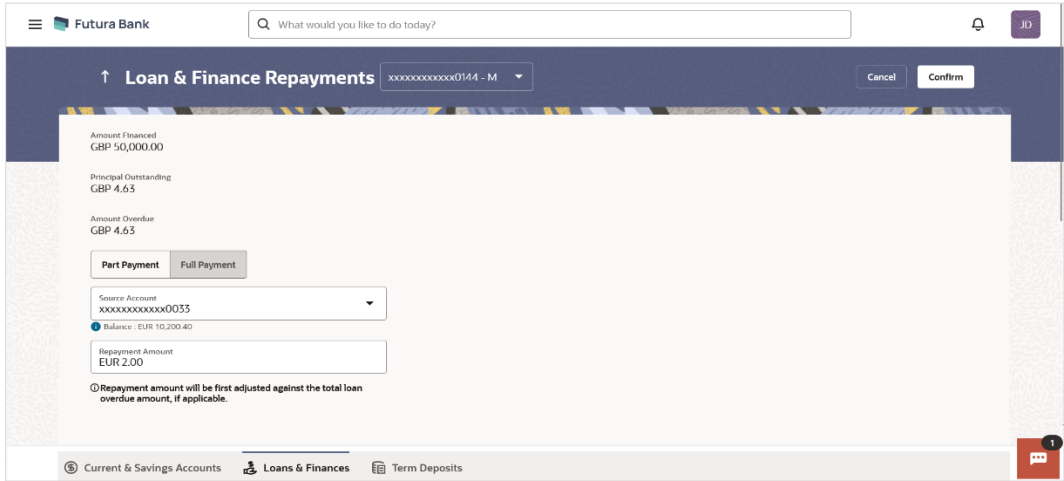 Futura Bank
What would you like to do today?
JD
↑ Loan & Finance Repayments
xxxxxxxxxxxx0144 - M
Cancel
Confirm
Amount Financed
GBP 50,000.00
Principal Outstanding
GBP 4.63
Amount Overdue
GBP 4.63
Part Payment
Full Payment
Source Account
xxxxxxxxxxxx0033
Balance : EUR 10,200.40
Repayment Amount
EUR 2.00
Repayment amount will be first adjusted against the total loan
overdue amount, if applicable.
1
Current & Savings Accounts
Loans & Finances
Term Deposits